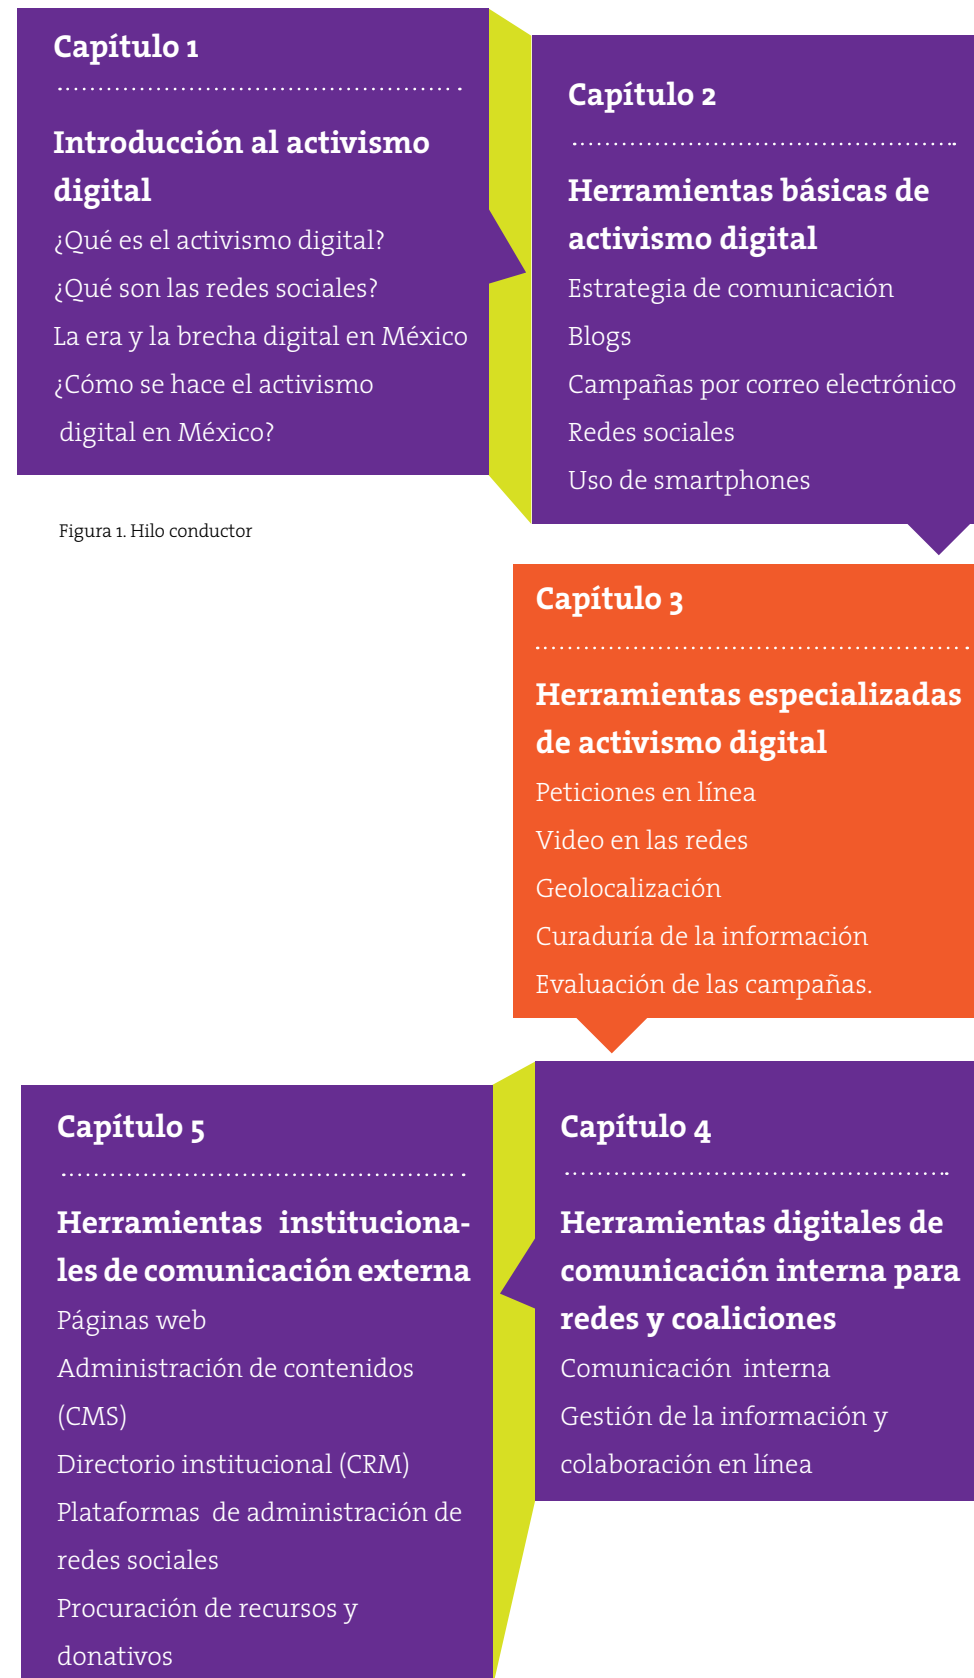 Capítulo 1
Introducción al activismo
digital
¿Qué es el activismo digital?
¿Qué son las redes sociales?
La era y la brecha digital en México
¿Cómo se hace el activismo
digital en México?
Capítulo 2
Herramientas básicas de
activismo digital
Estrategia de comunicación
Blogs
Campañas por correo electrónico
Redes sociales
Uso de smartphones
Figura 1. Hilo conductor
Capítulo 3
Herramientas especializadas
de activismo digital
Peticiones en línea
Video en las redes
Geolocalización
Curaduría de la información
Evaluación de las campañas.
Capítulo 4
Herramientas digitales de
comunicación interna para
redes y coaliciones
Comunicación interna
Gestión de la información y
colaboración en línea
Capítulo 5
Herramientas instituciona-
les de comunicación externa
Páginas web
Administración de contenidos
(CMS)
Directorio institucional (CRM)
Plataformas de administración de
redes sociales
Procuración de recursos y
donativos